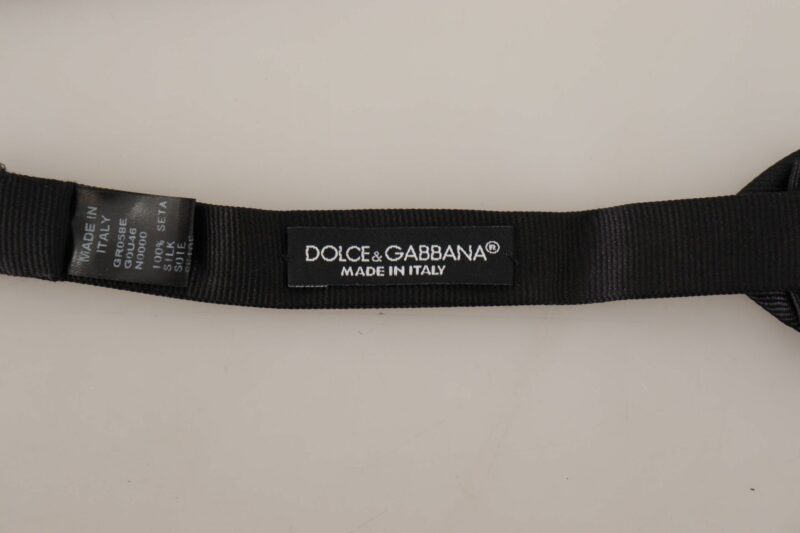 MADE IN
ITALY
GR058E
G0U46
N0000
100% SETA
SILK
SOIE
DOLCE & GABBANA®
MADE IN ITALY